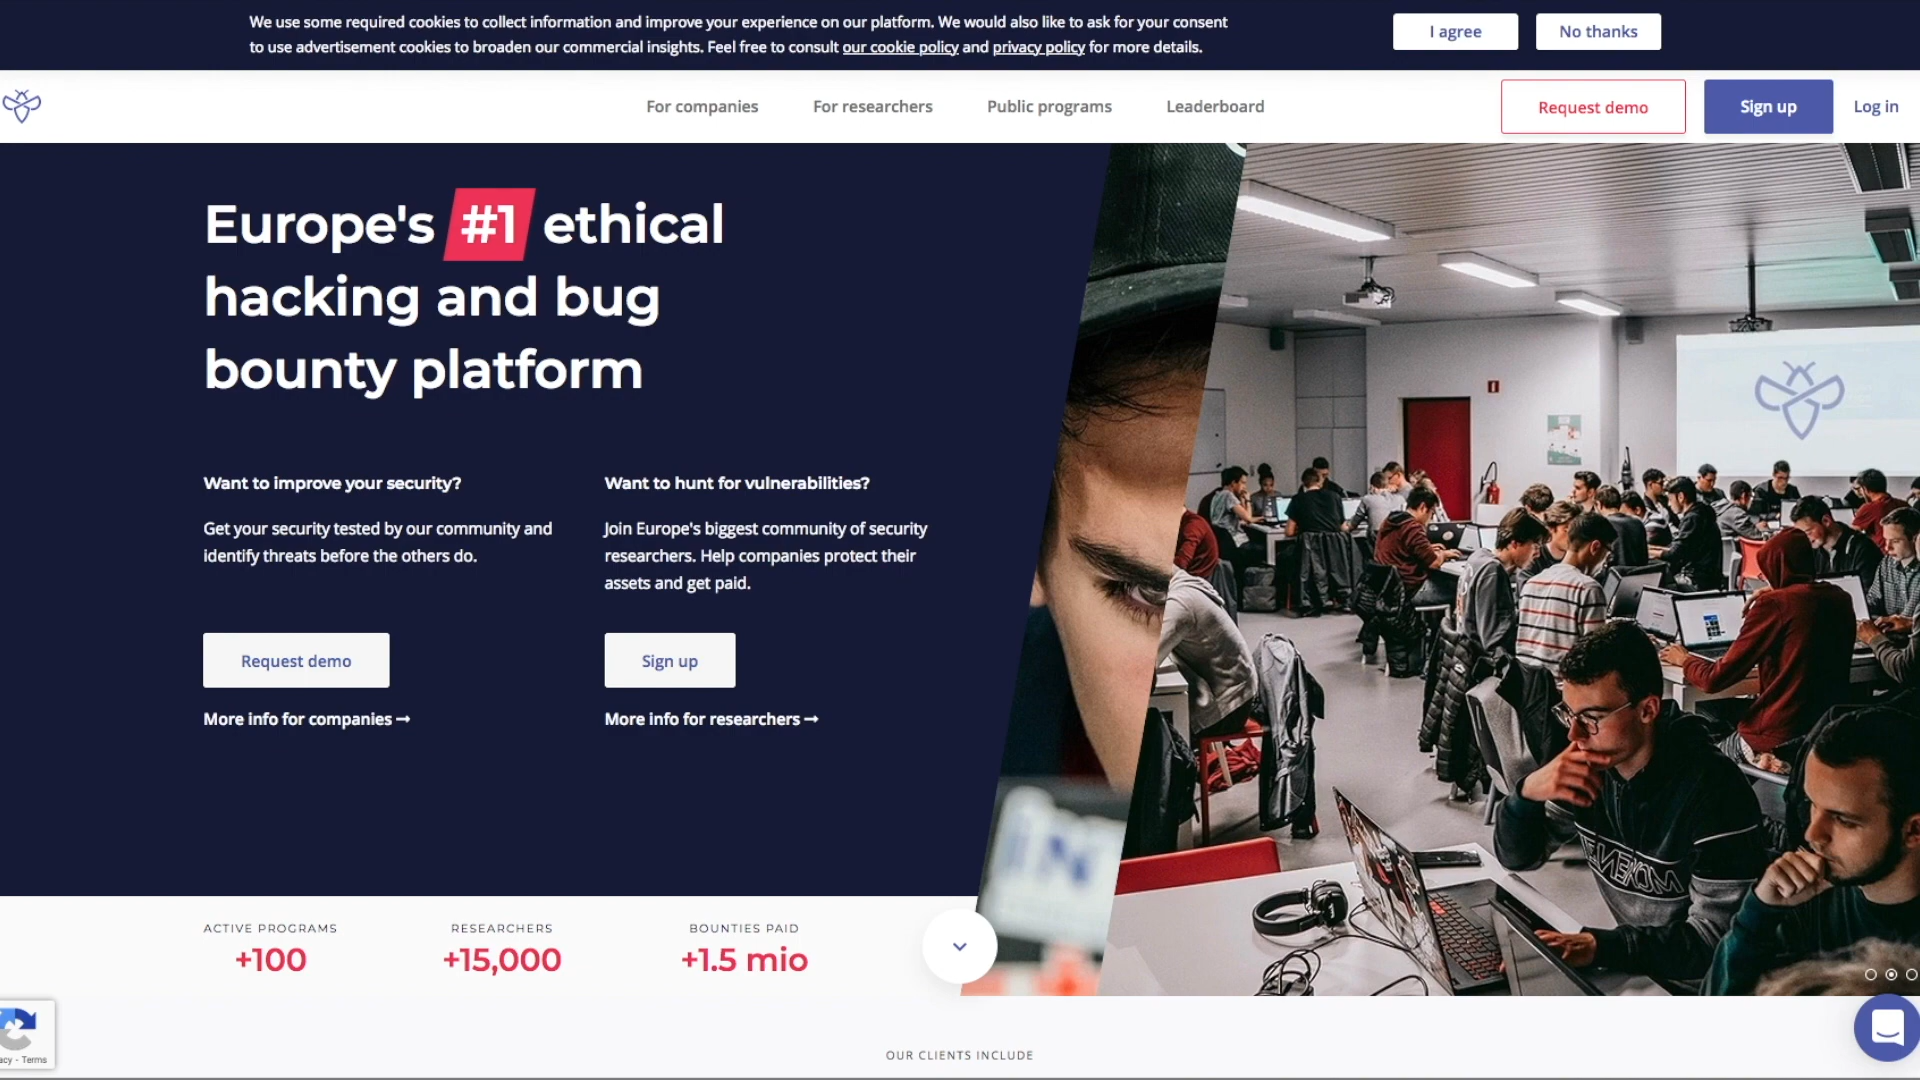 We use some required cookies to collect information and improve your experience on our platform. We would also like to ask for your consent
to use advertisement cookies to broaden our commercial insights. Feel free to consult our cookie policy and privacy policy for more details.
I agree
No thanks
For companies
For researchers
Public programs
Leaderboard
Request demo
Sign up
Log in
Europe's #1 ethical
hacking and bug
bounty platform
Want to improve your security?
Get your security tested by our community and
identify threats before the others do.
Request demo
More info for companies →
Want to hunt for vulnerabilities?
Join Europe's biggest community of security
researchers. Help companies protect their
assets and get paid.
Sign up
More info for researchers →
ACTIVE PROGRAMS
+100
RESEARCHERS
+15,000
BOUNTIES PAID
+1.5 mio
- Terms
OUR CLIENTS INCLUDE